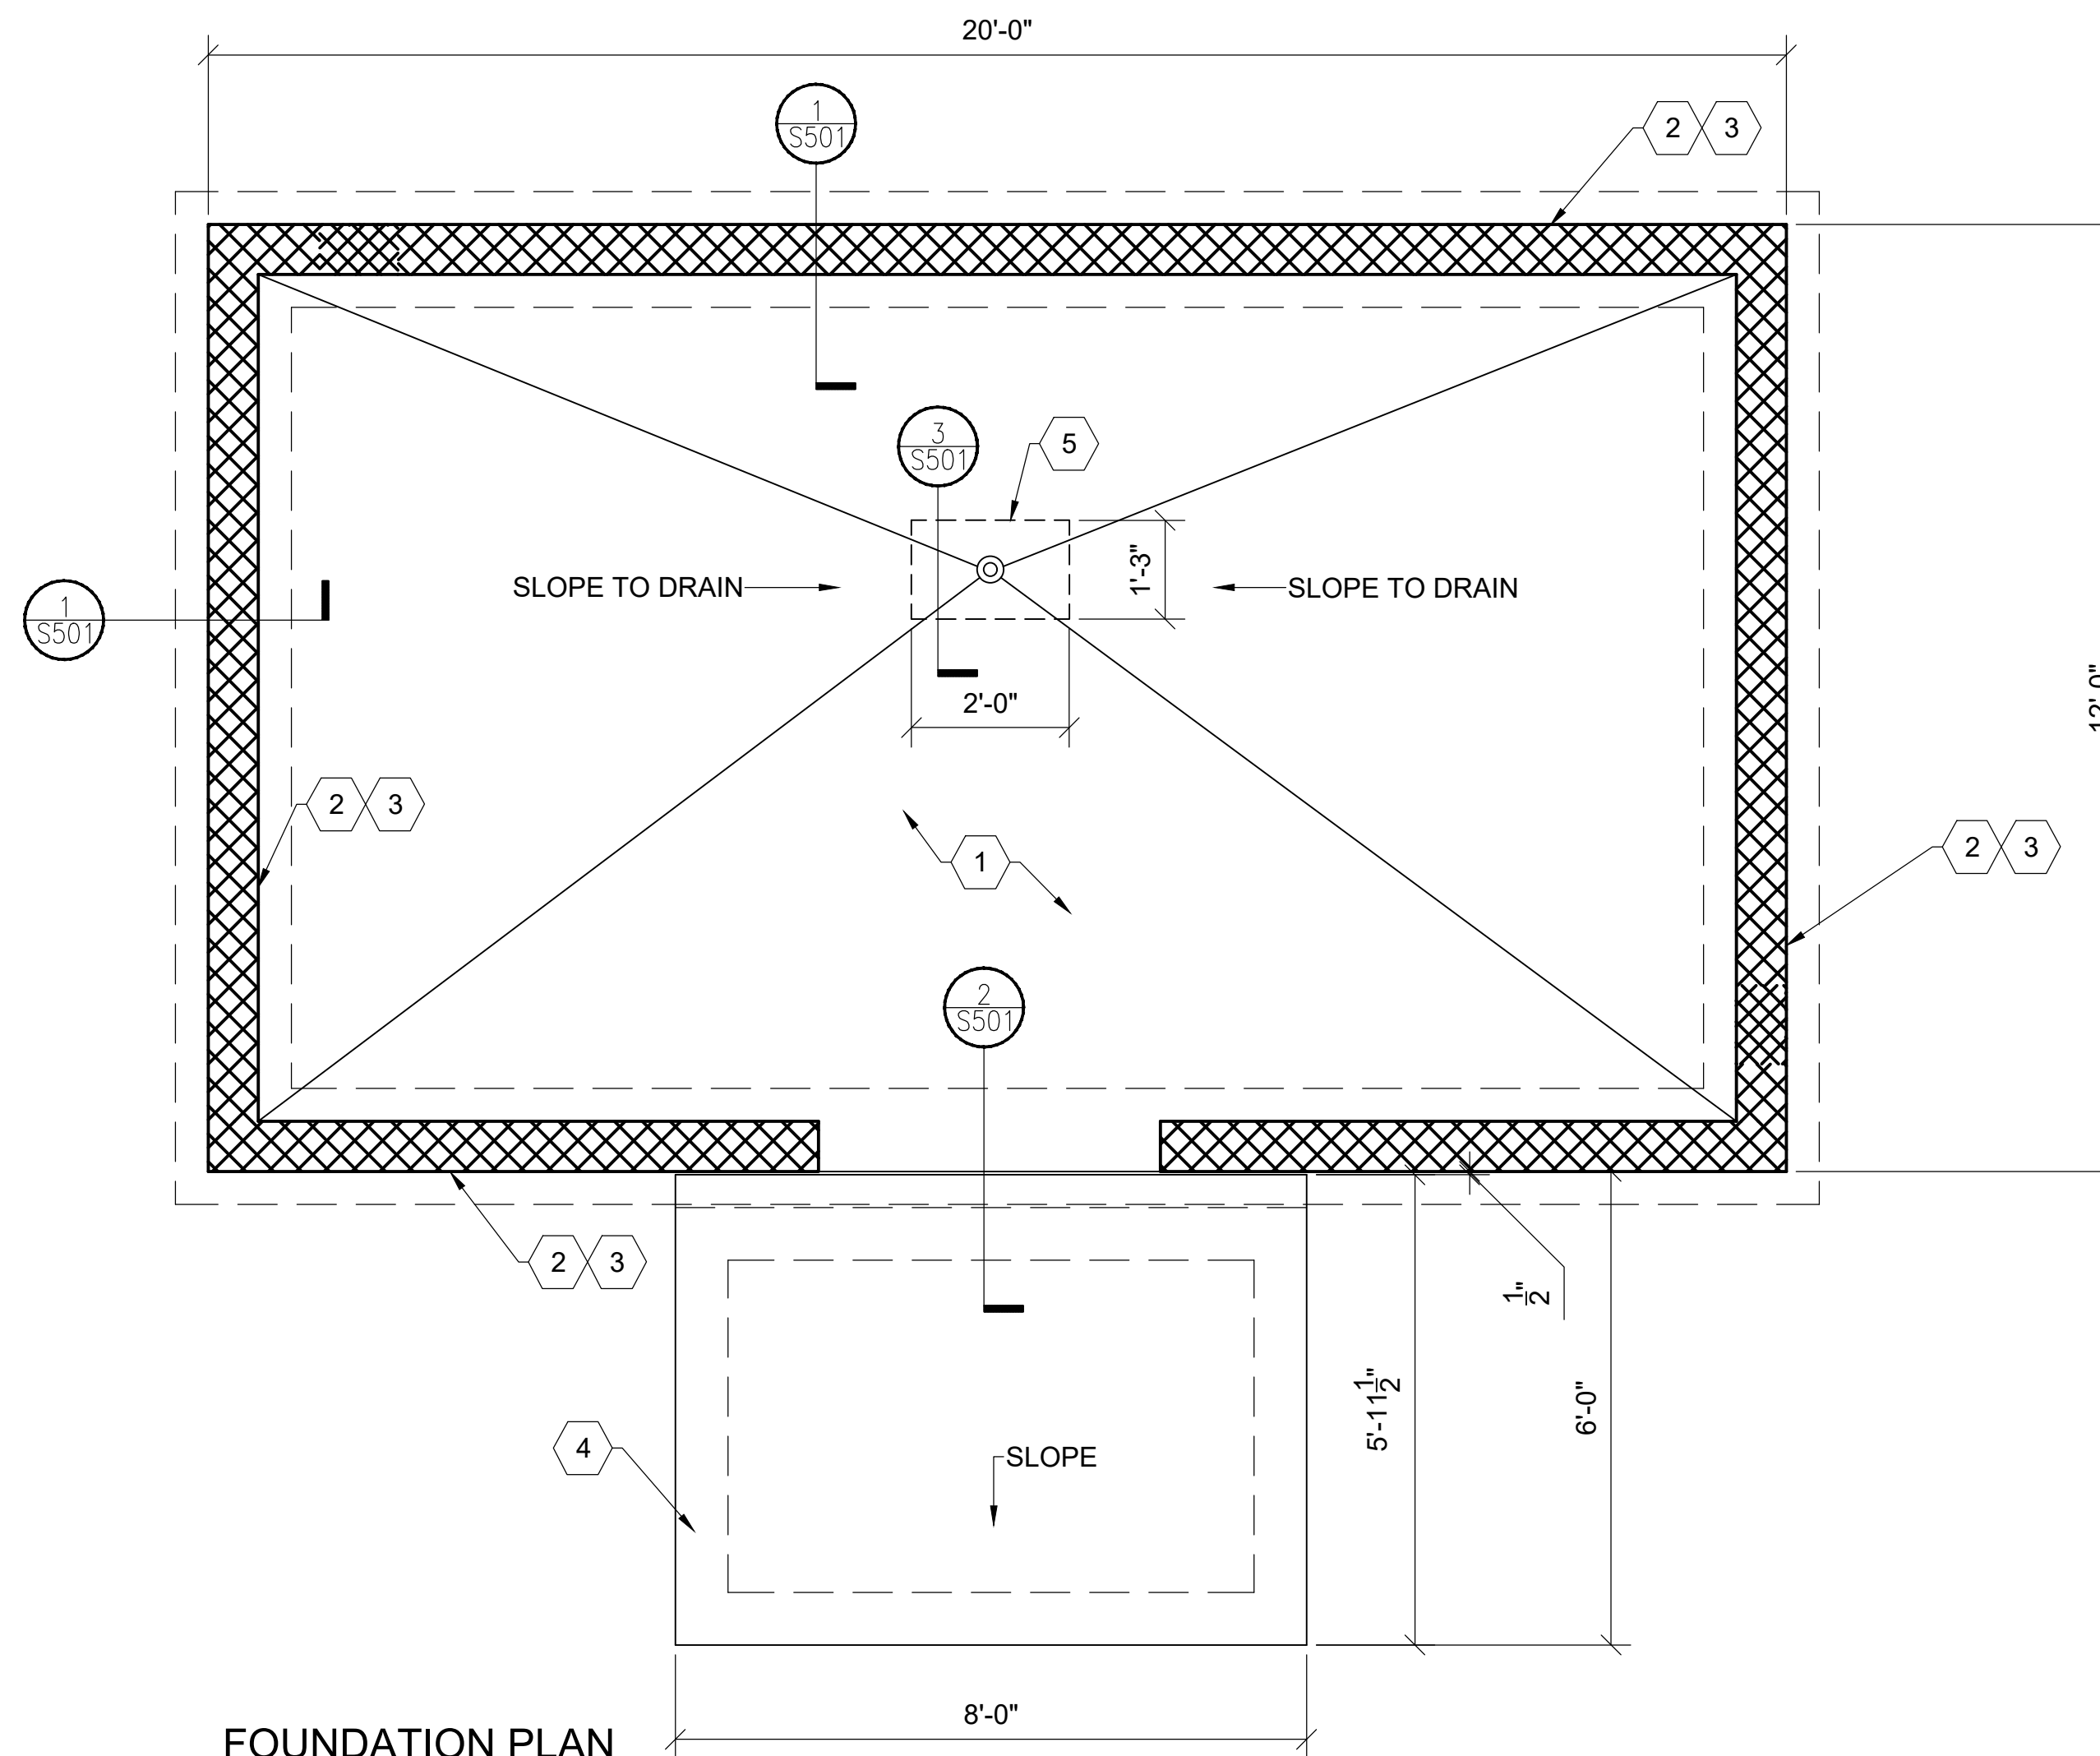 20'-0"
1
S501
2
3
3
S501
5
SLOPE TO DRAIN
1'-3"
SLOPE TO DRAIN
1
S501
2'-0"
12'-0"
2
3
1
2
3
2
S501
2
3
1/2"
5'-11 1/2"
6'-0"
4
SLOPE
8'-0"
FOUNDATION PLAN